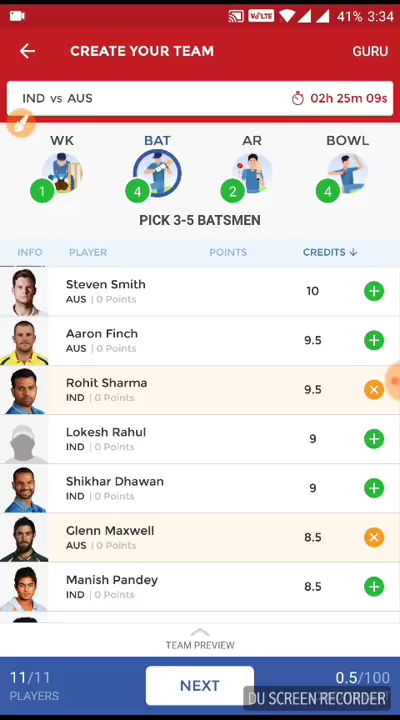 VoLTE 41% 3:34
CREATE YOUR TEAM GURU
IND vs AUS 02h 25m 09s
WK BAT AR BOWL
1 4 2 4
PICK 3-5 BATSMEN
INFO PLAYER POINTS CREDITS
Steven Smith
AUS | 0 Points
10
Aaron Finch
AUS | 0 Points
9.5
Rohit Sharma
IND | 0 Points
9.5
Lokesh Rahul
IND | 0 Points
9
Shikhar Dhawan
IND | 0 Points
9
Glenn Maxwell
AUS | 0 Points
8.5
Manish Pandey
IND | 0 Points
8.5
TEAM PREVIEW
11/11
PLAYERS
NEXT
0.5/100
DU SCREEN RECORDER